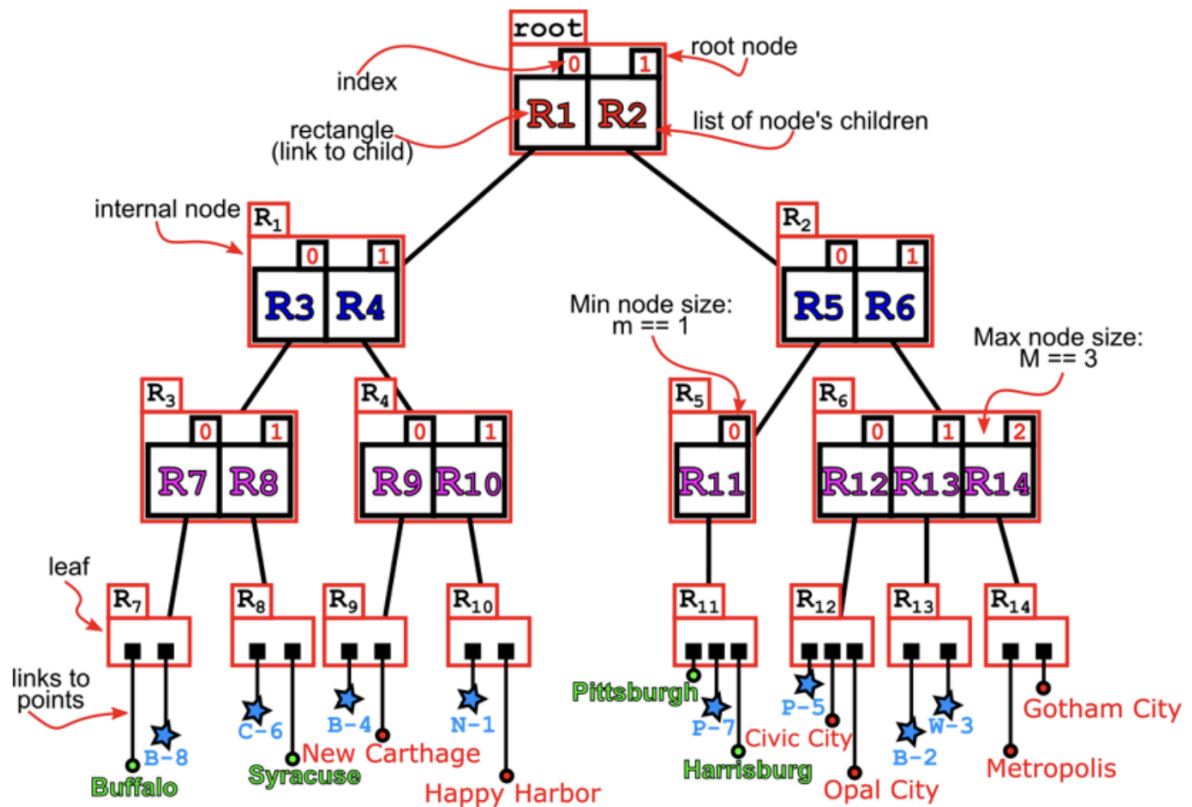 root
0 1
root node
index
R1 R2
rectangle
(link to child)
list of node's children
internal node
R1
0 1
R3 R4
R2
0 1
R5 R6
Min node size:
m == 1
Max node size:
M == 3
R3
0 1
R7 R8
R4
0 1
R9 R10
R5
0
R11
R6
0 1 2
R12 R13 R14
leaf
R7
R8
R9
R10
R11
R12
R13
R14
links to
points
Buffalo
B-8
C-6
Syracuse
B-4
New Carthage
N-1
Happy Harbor
Pittsburgh
P-7
Harrisburg
P-5
Civic City
Opal City
B-2
W-3
Metropolis
Gotham City